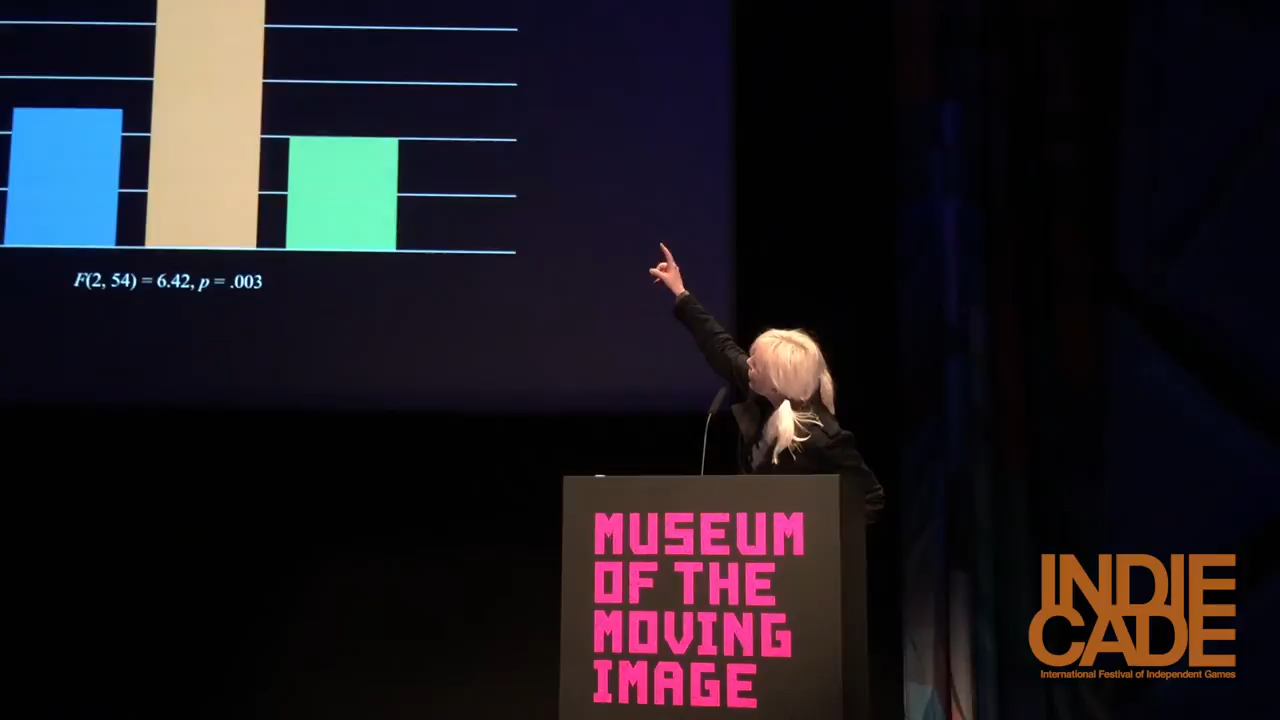 F(2, 54) = 6.42, p = .003
MUSEUM
OF THE
MOVING
IMAGE
INDIE
CADE
International Festival of Independent Games